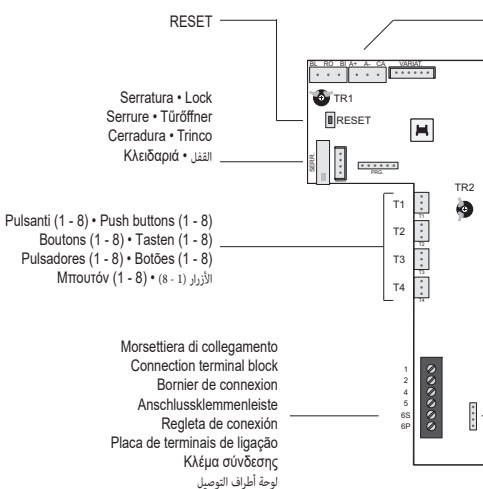 RESET
BL RO BI A+ A- CA VARIAT.
TR1
RESET
Serratura • Lock
Serrure • Türöffner
Cerradura • Trinco
Κλειδαριά • القفل
SERR.
PRG.
TR2
T1 T1
T2 T2
T3 T3
T4 T4
Pulsanti (1 - 8) • Push buttons (1 - 8)
Boutons (1 - 8) • Tasten (1 - 8)
Pulsadores (1 - 8) • Botões (1 - 8)
Μπουτόν (1 - 8) • الأزرار (1 - 8)
Morsettiera di collegamento
Connection terminal block
Bornier de connexion
Anschlussklemmenleiste
Regleta de conexión
Placa de terminais de ligação
Κλέμα σύνδεσης
لوحة أطراف التوصيل
1
2
4
5
6S
6P